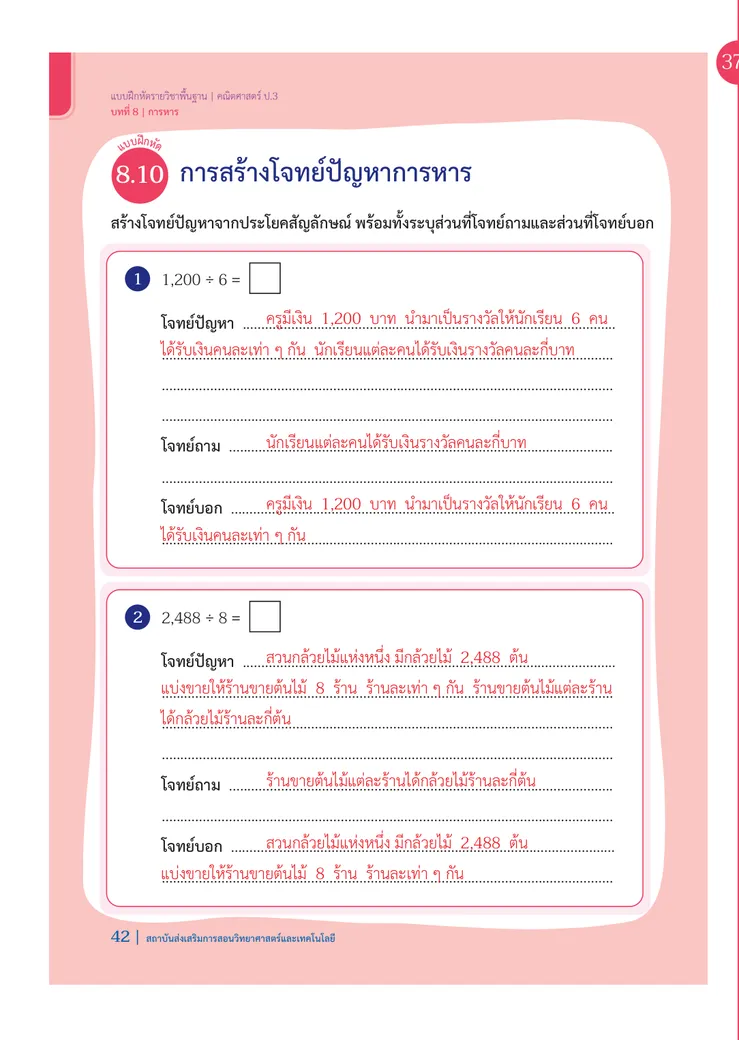 37
แบบฝึกหัดรายวิชาพื้นฐาน | คณิตศาสตร์ ป.3
บทที่ 8 | การหาร
แบบฝึกหัด
8.10 การสร้างโจทย์ปัญหาการหาร
สร้างโจทย์ปัญหาจากประโยคสัญลักษณ์ พร้อมทั้งระบุส่วนที่โจทย์ถามและส่วนที่โจทย์บอก
1 1,200 ÷ 6 =
โจทย์ปัญหา ครูมีเงิน 1,200 บาท นำมาเป็นรางวัลให้นักเรียน 6 คน
ได้รับเงินคนละเท่า ๆ กัน นักเรียนแต่ละคนได้รับเงินรางวัลคนละกี่บาท
โจทย์ถาม นักเรียนแต่ละคนได้รับเงินรางวัลคนละกี่บาท
โจทย์บอก ครูมีเงิน 1,200 บาท นำมาเป็นรางวัลให้นักเรียน 6 คน
ได้รับเงินคนละเท่า ๆ กัน
2 2,488 ÷ 8 =
โจทย์ปัญหา สวนกล้วยไม้แห่งหนึ่ง มีกล้วยไม้ 2,488 ต้น
แบ่งขายให้ร้านขายต้นไม้ 8 ร้าน ร้านละเท่า ๆ กัน ร้านขายต้นไม้แต่ละร้าน
ได้กล้วยไม้ร้านละกี่ต้น
โจทย์ถาม ร้านขายต้นไม้แต่ละร้านได้กล้วยไม้ร้านละกี่ต้น
โจทย์บอก สวนกล้วยไม้แห่งหนึ่ง มีกล้วยไม้ 2,488 ต้น
แบ่งขายให้ร้านขายต้นไม้ 8 ร้าน ร้านละเท่า ๆ กัน
42 | สถาบันส่งเสริมการสอนวิทยาศาสตร์และเทคโนโลยี